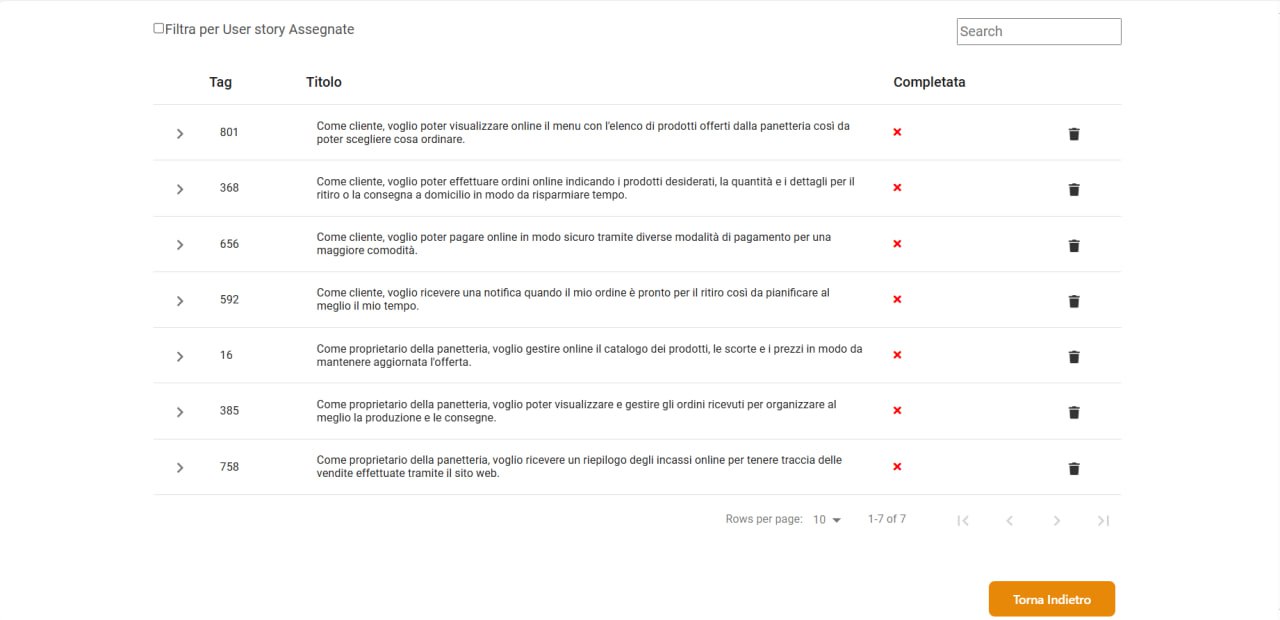 Filtra per User story Assegnate
Search
Tag Titolo Completata
801
Come cliente, voglio poter visualizzare online il menu con l'elenco di prodotti offerti dalla panetteria così da
poter scegliere cosa ordinare.
368
Come cliente, voglio poter effettuare ordini online indicando i prodotti desiderati, la quantità e i dettagli per il
ritiro o la consegna a domicilio in modo da risparmiare tempo.
656
Come cliente, voglio poter pagare online in modo sicuro tramite diverse modalità di pagamento per una
maggiore comodità.
592
Come cliente, voglio ricevere una notifica quando il mio ordine è pronto per il ritiro così da pianificare al
meglio il mio tempo.
16
Come proprietario della panetteria, voglio gestire online il catalogo dei prodotti, le scorte e i prezzi in modo da
mantenere aggiornata l'offerta.
385
Come proprietario della panetteria, voglio poter visualizzare e gestire gli ordini ricevuti per organizzare al
meglio la produzione e le consegne.
758
Come proprietario della panetteria, voglio ricevere un riepilogo degli incassi online per tenere traccia delle
vendite effettuate tramite il sito web.
Rows per page: 10 1-7 of 7
Torna Indietro